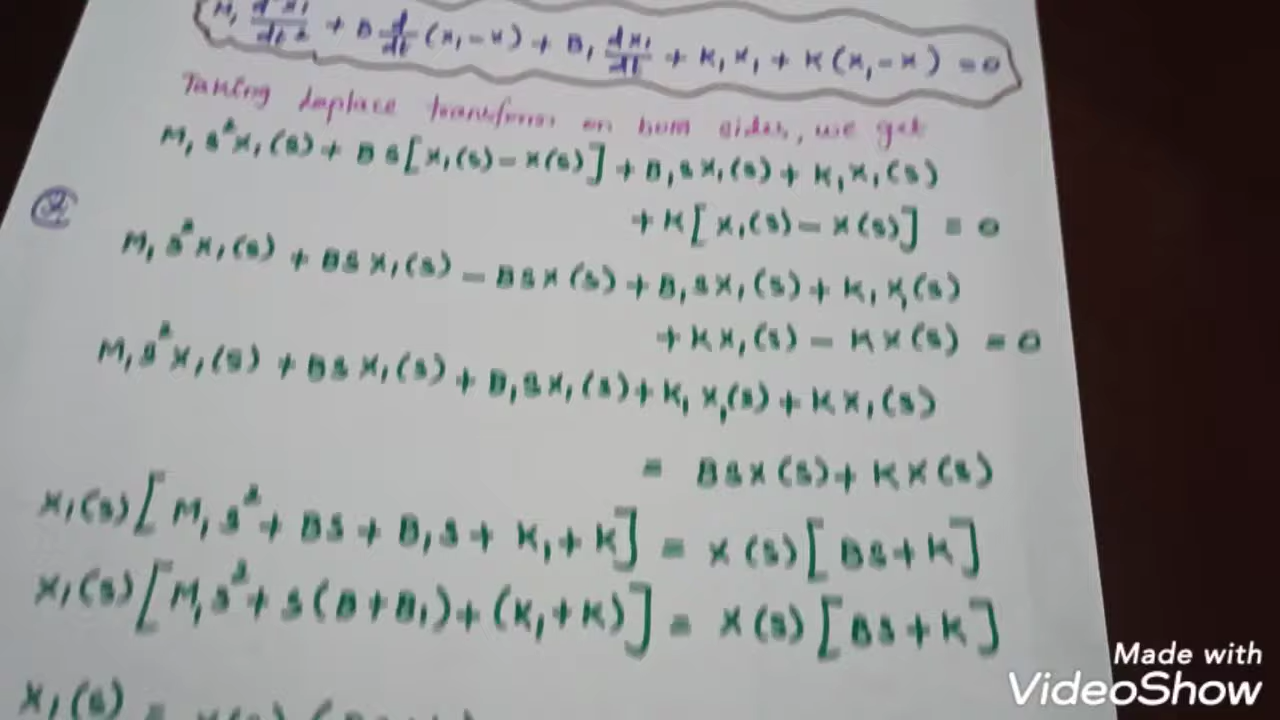 M₁ d²x₁/dt² + B d/dt (x₁ - x) + B₁ dx₁/dt + K₁x₁ + K(x₁ - x) = 0
Taking Laplace transform on both sides, we get
M₁s²X₁(s) + Bs[X₁(s) - X(s)] + B₁sX₁(s) + K₁X₁(s)
+ K[X₁(s) - X(s)] = 0
2
M₁s²X₁(s) + BsX₁(s) - BsX(s) + B₁sX₁(s) + K₁X₁(s)
+ KX₁(s) - KX(s) = 0
M₁s²X₁(s) + BsX₁(s) + B₁sX₁(s) + K₁X₁(s) + KX₁(s)
= BsX(s) + KX(s)
X₁(s)[M₁s² + Bs + B₁s + K₁ + K] = X(s)[Bs + K]
X₁(s)[M₁s² + s(B + B₁) + (K₁ + K)] = X(s)[Bs + K]
X₁(s) =
Made with
VideoShow